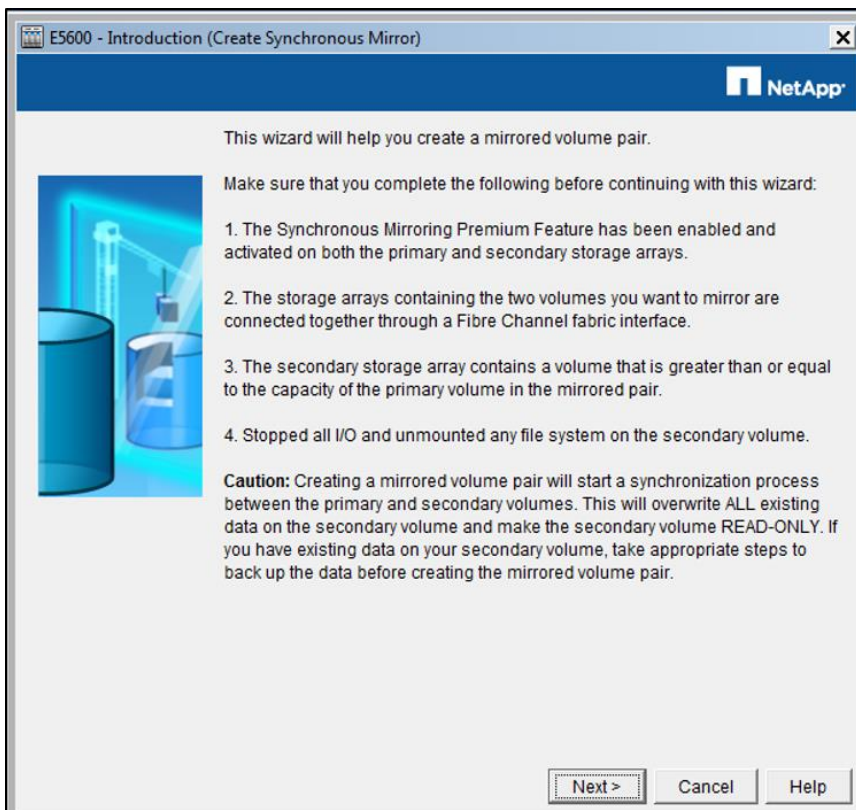 E5600 - Introduction (Create Synchronous Mirror)
NetApp
This wizard will help you create a mirrored volume pair.
Make sure that you complete the following before continuing with this wizard:
1. The Synchronous Mirroring Premium Feature has been enabled and
activated on both the primary and secondary storage arrays.
2. The storage arrays containing the two volumes you want to mirror are
connected together through a Fibre Channel fabric interface.
3. The secondary storage array contains a volume that is greater than or equal
to the capacity of the primary volume in the mirrored pair.
4. Stopped all I/O and unmounted any file system on the secondary volume.
Caution: Creating a mirrored volume pair will start a synchronization process
between the primary and secondary volumes. This will overwrite ALL existing
data on the secondary volume and make the secondary volume READ-ONLY. If
you have existing data on your secondary volume, take appropriate steps to
back up the data before creating the mirrored volume pair.
Next > Cancel Help